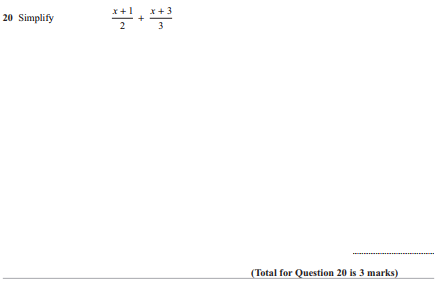 20 Simplify x + 1 / 2 + x + 3 / 3
(Total for Question 20 is 3 marks)